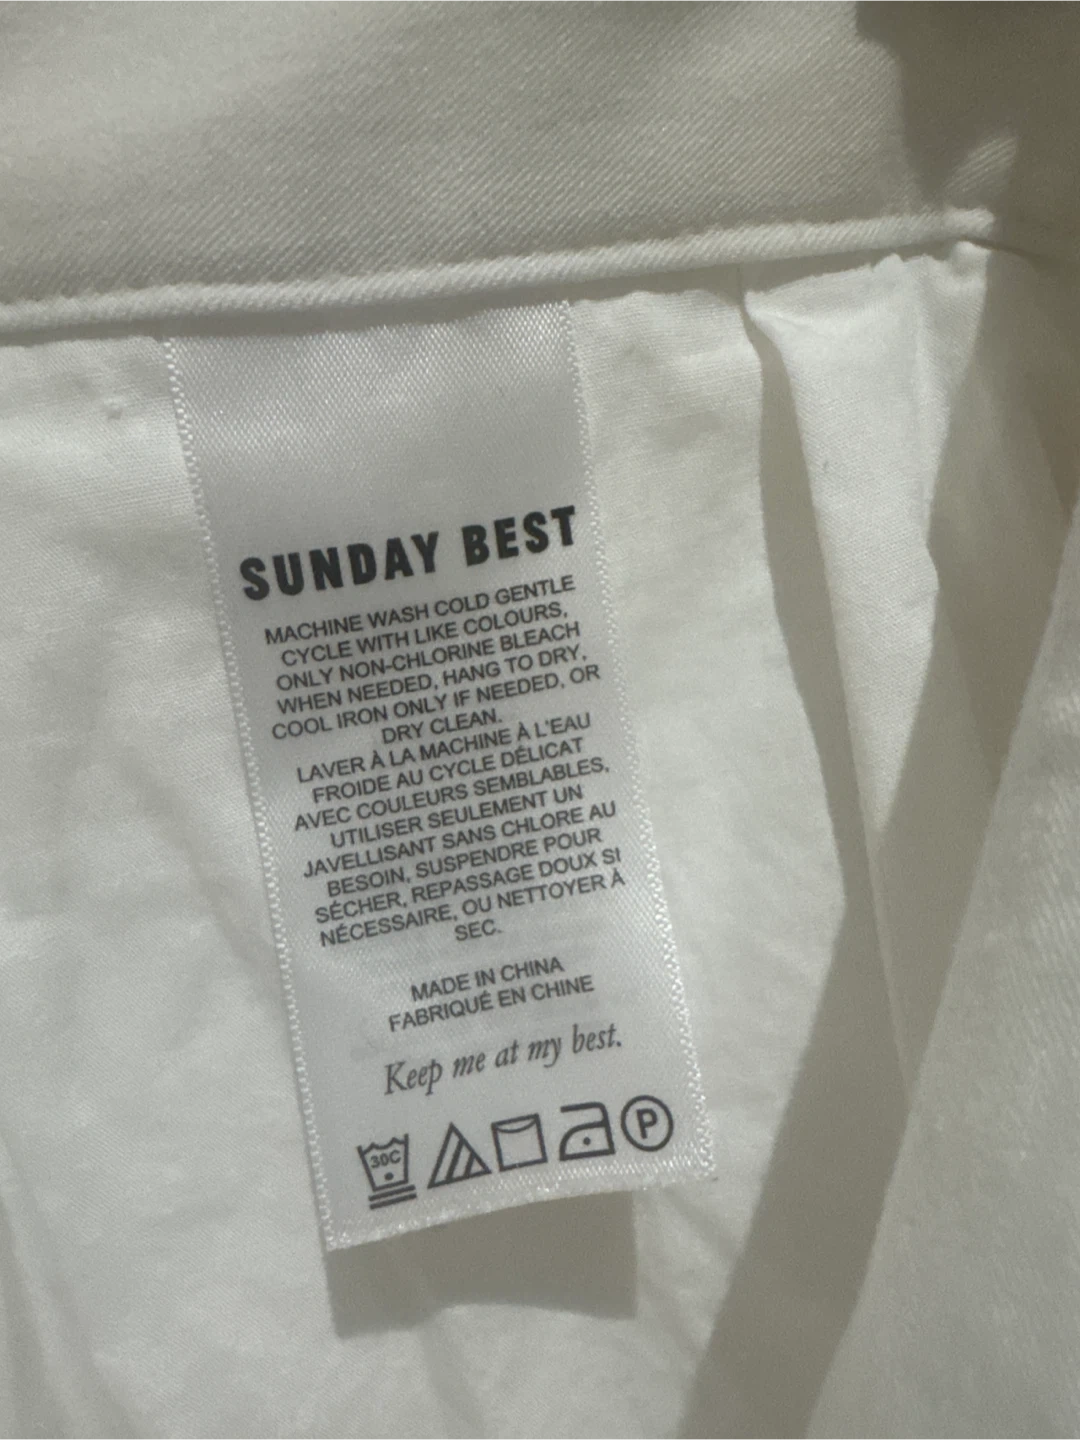 SUNDAY BEST
MACHINE WASH COLD GENTLE
CYCLE WITH LIKE COLOURS,
ONLY NON-CHLORINE BLEACH
WHEN NEEDED, HANG TO DRY,
COOL IRON ONLY IF NEEDED, OR
DRY CLEAN.
LAVER À LA MACHINE À L'EAU
FROIDE AU CYCLE DÉLICAT
AVEC COULEURS SEMBLABLES,
UTILISER SEULEMENT UN
JAVELLISANT SANS CHLORE AU
BESOIN, SUSPENDRE POUR
SÉCHER, REPASSAGE DOUX SI
NÉCESSAIRE, OU NETTOYER À
SEC.
MADE IN CHINA
FABRIQUÉ EN CHINE
Keep me at my best.
30C P